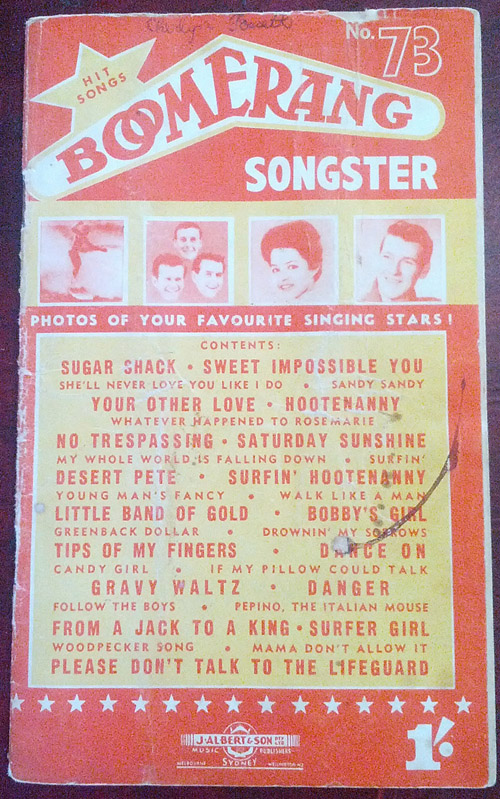 No. 73
HIT
SONGS
BOOMERANG
SONGSTER
PHOTOS OF YOUR FAVOURITE SINGING STARS!
CONTENTS:
SUGAR SHACK • SWEET IMPOSSIBLE YOU
SHE'LL NEVER LOVE YOU LIKE I DO • SANDY SANDY
YOUR OTHER LOVE • HOOTENANNY
WHATEVER HAPPENED TO ROSEMARIE
NO TRESPASSING • SATURDAY SUNSHINE
MY WHOLE WORLD IS FALLING DOWN • SURFIN'
DESERT PETE • SURFIN' HOOTENANNY
YOUNG MAN'S FANCY • WALK LIKE A MAN
LITTLE BAND OF GOLD • BOBBY'S GIRL
GREENBACK DOLLAR • DROWNIN' MY SORROWS
TIPS OF MY FINGERS • DANCE ON
CANDY GIRL • IF MY PILLOW COULD TALK
GRAVY WALTZ • DANGER
FOLLOW THE BOYS • PEPINO, THE ITALIAN MOUSE
FROM A JACK TO A KING • SURFER GIRL
WOODPECKER SONG • MAMA DON'T ALLOW IT
PLEASE DON'T TALK TO THE LIFEGUARD
J. ALBERT & SON PTY LTD
MUSIC PUBLISHERS
MELBOURNE SYDNEY WELLINGTON N.Z.
1/6